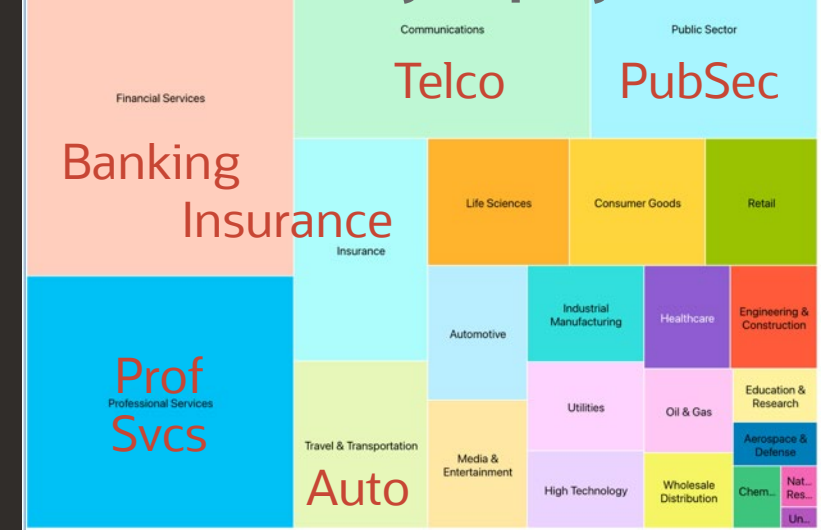 Communications
Public Sector
Telco
PubSec
Financial Services
Banking
Insurance
Insurance
Life Sciences
Consumer Goods
Retail
Automotive
Industrial
Manufacturing
Healthcare
Engineering &
Construction
Prof
Professional Services
Svcs
Travel & Transportation
Auto
Media &
Entertainment
Utilities
Oil & Gas
Education &
Research
Aerospace &
Defense
High Technology
Wholesale
Distribution
Chem...
Nat...
Res...
Un...